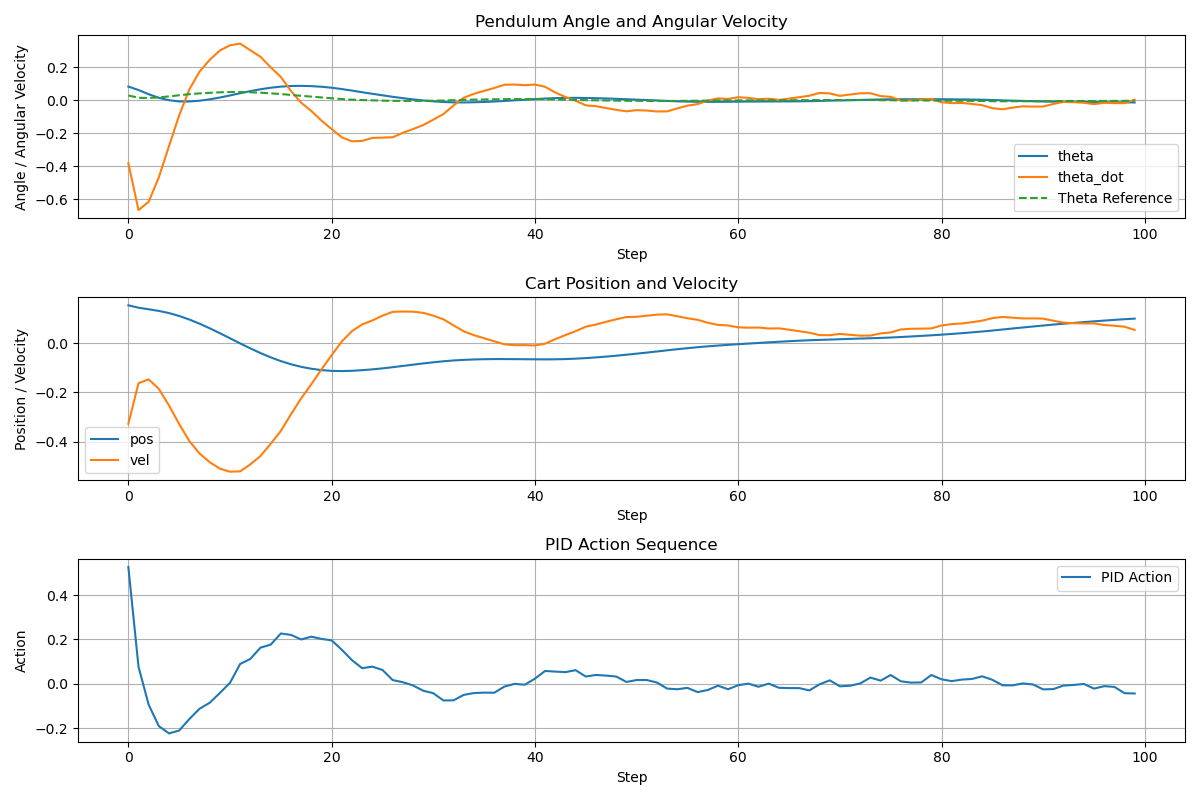 Pendulum Angle and Angular Velocity
Angle / Angular Velocity
0.2
0.0
−0.2
−0.4
−0.6
theta
theta_dot
Theta Reference
0 20 40 60 80 100
Step
Cart Position and Velocity
Position / Velocity
0.0
−0.2
−0.4
pos
vel
0 20 40 60 80 100
Step
PID Action Sequence
Action
0.4
0.2
0.0
−0.2
PID Action
0 20 40 60 80 100
Step